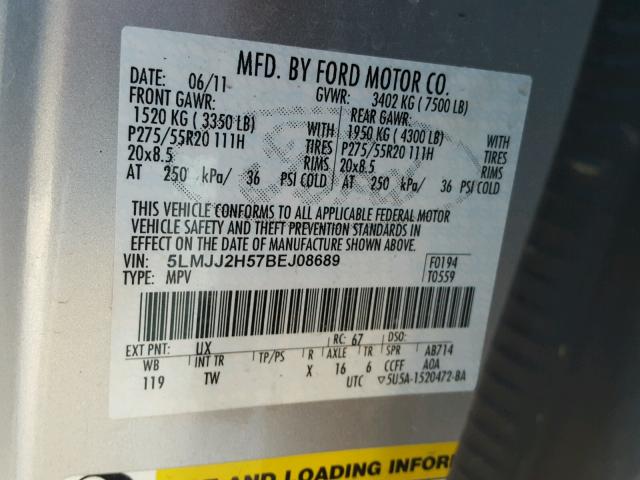 MFD. BY FORD MOTOR CO.
DATE: 06/11 GVWR: 3402 KG ( 7500 LB)
FRONT GAWR: REAR GAWR:
1520 KG ( 3350 LB) WITH 1950 KG ( 4300 LB) WITH
P275/55R20 111H TIRES P275/55R20 111H TIRES
20x8.5 RIMS 20x8.5 RIMS
AT 250 kPa/ 36 PSI COLD AT 250 kPa/ 36 PSI COLD
THIS VEHICLE CONFORMS TO ALL APPLICABLE FEDERAL MOTOR
VEHICLE SAFETY AND THEFT PREVENTION STANDARDS IN
EFFECT ON THE DATE OF MANUFACTURE SHOWN ABOVE.
VIN: 5LMJJ2H57BEJ08689 F0194
TYPE: MPV T0559
EXT PNT: UX RC: 67 DSO:
WB INT TR TP/PS R AXLE TR SPR AB714
119 TW X 16 6 CCFF AOA
UTC ▽5U5A-1520472-BA
AND LOADING INFOR